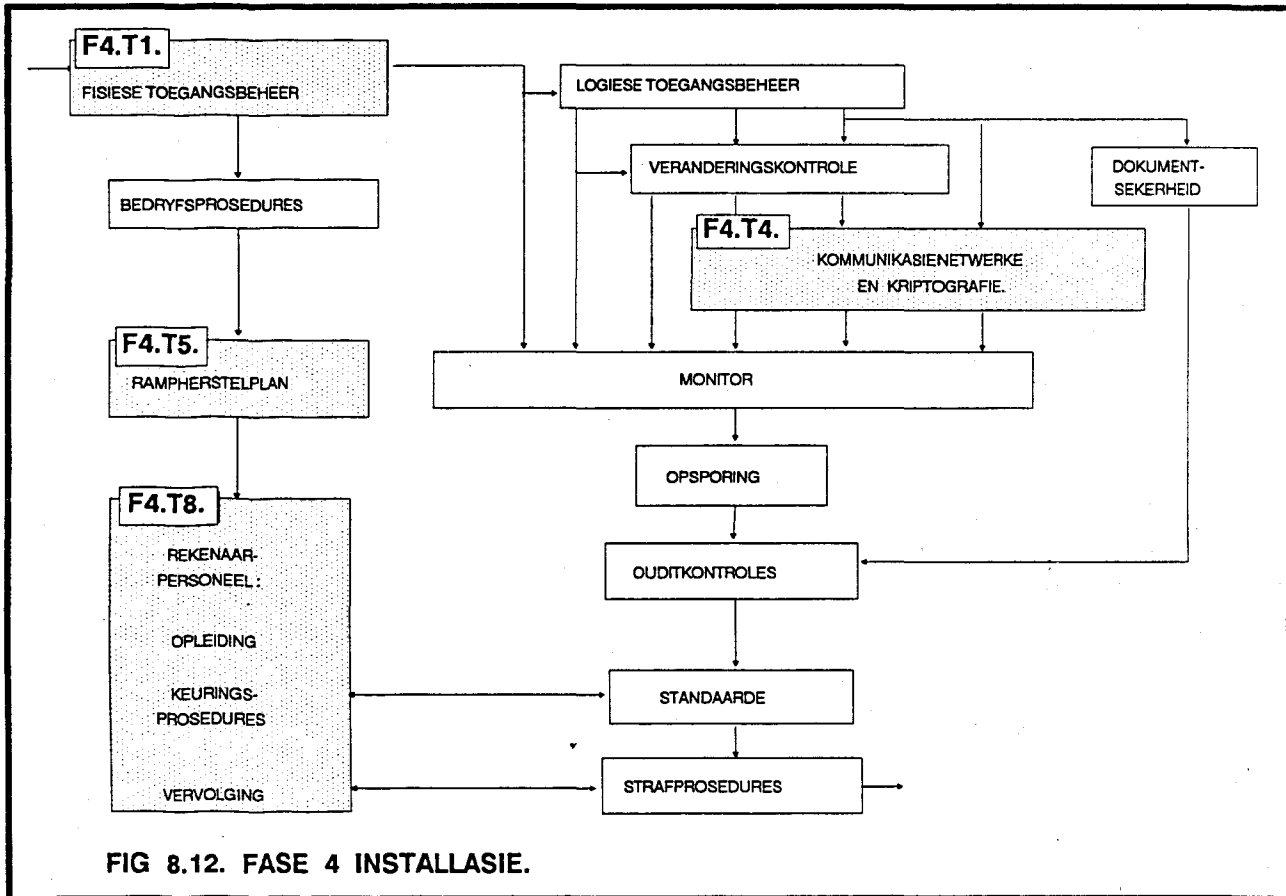 F4.T1.
FISIESE TOEGANGSBEHEER
LOGIESE TOEGANGSBEHEER
VERANDERINGSKONTROLE
DOKUMENT-
SEKERHEID
BEDRYFSPROSEDURES
F4.T4.
KOMMUNIKASIENETWERKE
EN KRIPTOGRAFIE.
F4.T5.
RAMPHERSTELPLAN
MONITOR
OPSPORING
F4.T8.
REKENAAR-
PERSONEEL:
OPLEIDING
KEURINGS-
PROSEDURES
VERVOLGING
OUDITKONTROLES
STANDAARDE
STRAFPROSEDURES
FIG 8.12. FASE 4 INSTALLASIE.